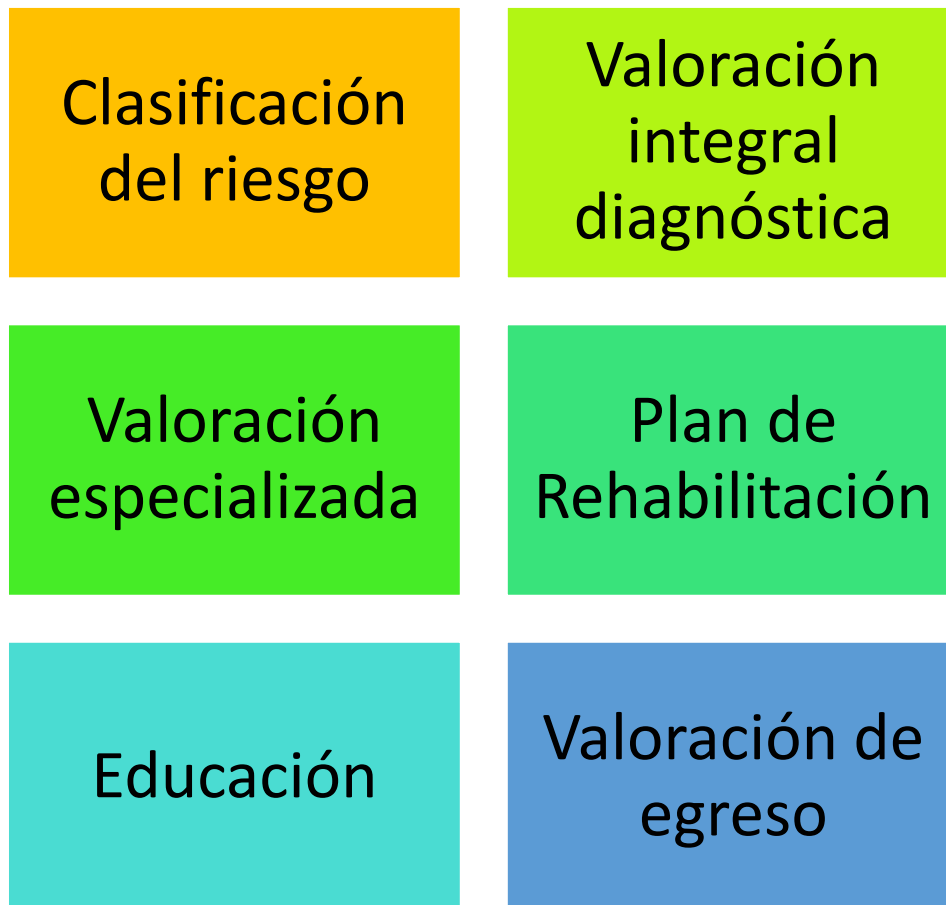 Clasificación
del riesgo
Valoración
integral
diagnóstica
Valoración
especializada
Plan de
Rehabilitación
Educación
Valoración de
egreso